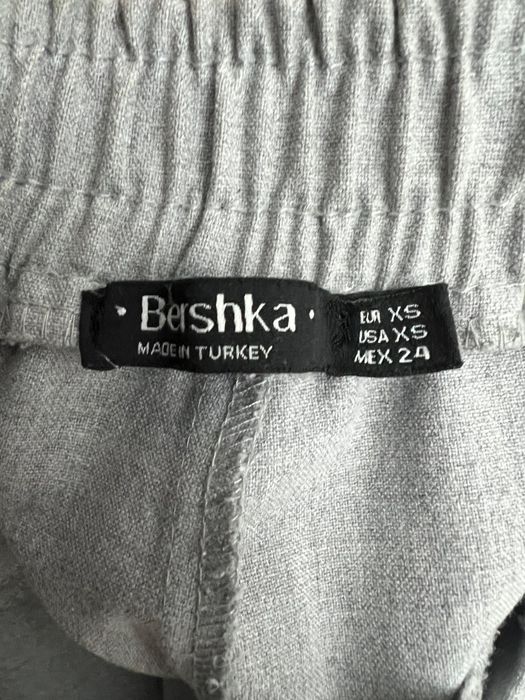 Bershka
MADE IN TURKEY
EUR XS
USA XS
MEX 24